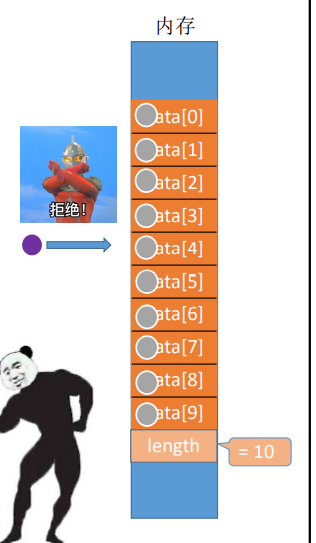 内存
ata[0]
ata[1]
ata[2]
拒绝!
ata[3]
ata[4]
ata[5]
ata[6]
ata[7]
ata[8]
ata[9]
length
= 10